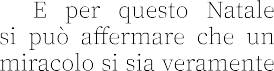 E per questo Natale
si può affermare che un
miracolo si sia veramente